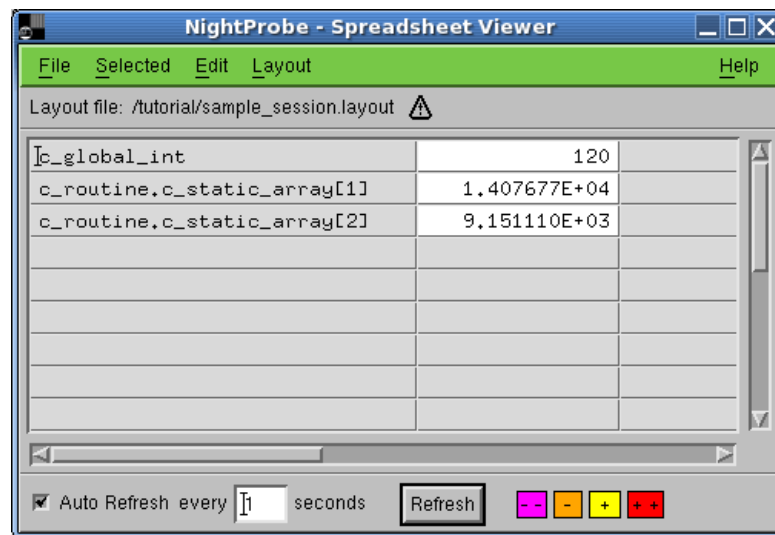 NightProbe - Spreadsheet Viewer
File Selected Edit Layout Help
Layout file: /tutorial/sample_session.layout
c_global_int 120
c_routine.c_static_array[1] 1.407677E+04
c_routine.c_static_array[2] 9.151110E+03
Auto Refresh every 1 seconds Refresh -- - + ++